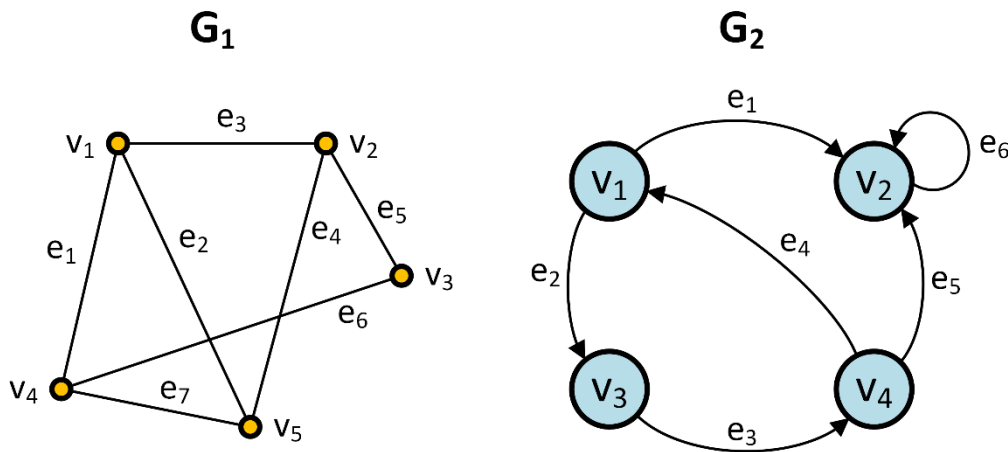 G₁
v₁
e₃
v₂
e₁
e₂
e₄
e₅
v₃
e₆
v₄
e₇
v₅
G₂
e₁
v₁
v₂
e₆
e₂
e₄
e₅
v₃
v₄
e₃